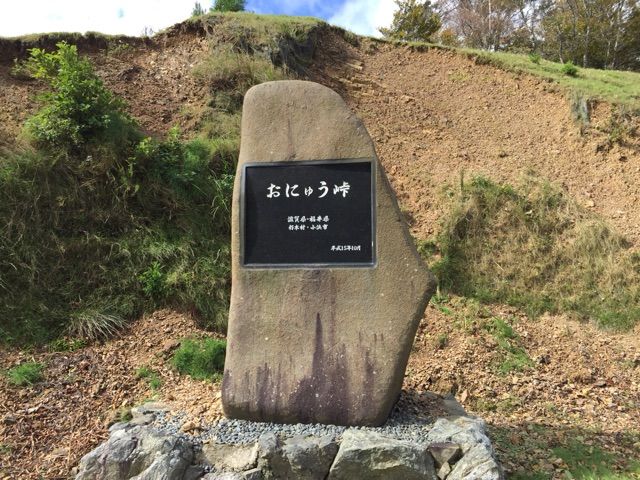 おにゅう峠
滋賀県・福井県
朽木村・小浜市
平成15年10月